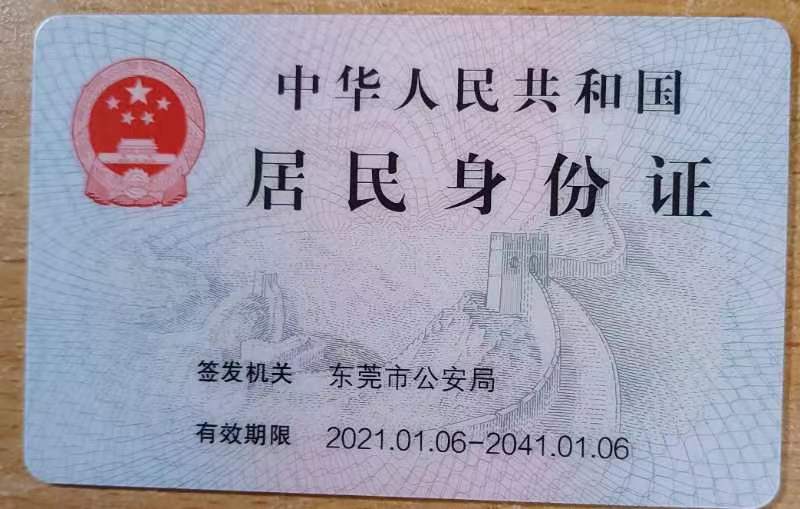 中华人民共和国
居民身份证
签发机关 东莞市公安局
有效期限 2021.01.06-2041.01.06